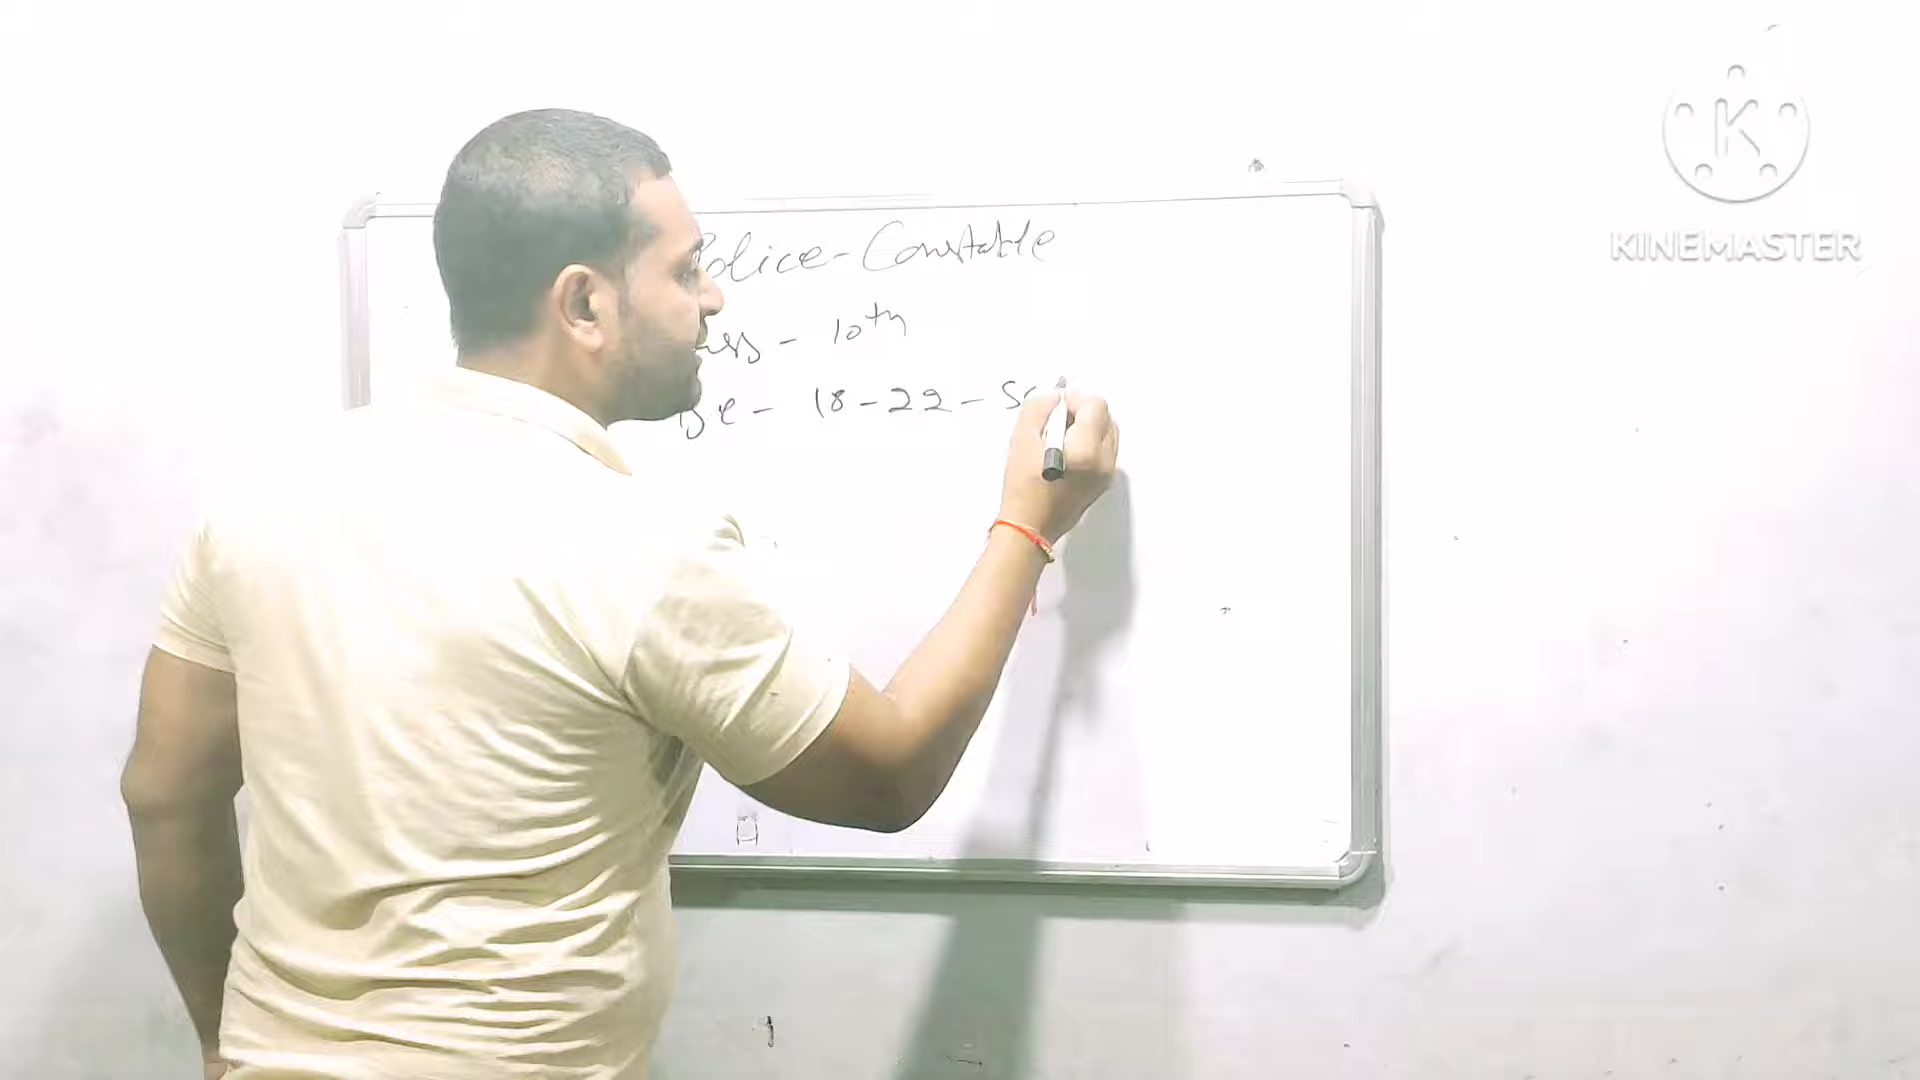 Police-Constable
- 10th
- 18-22-
KINEMASTER